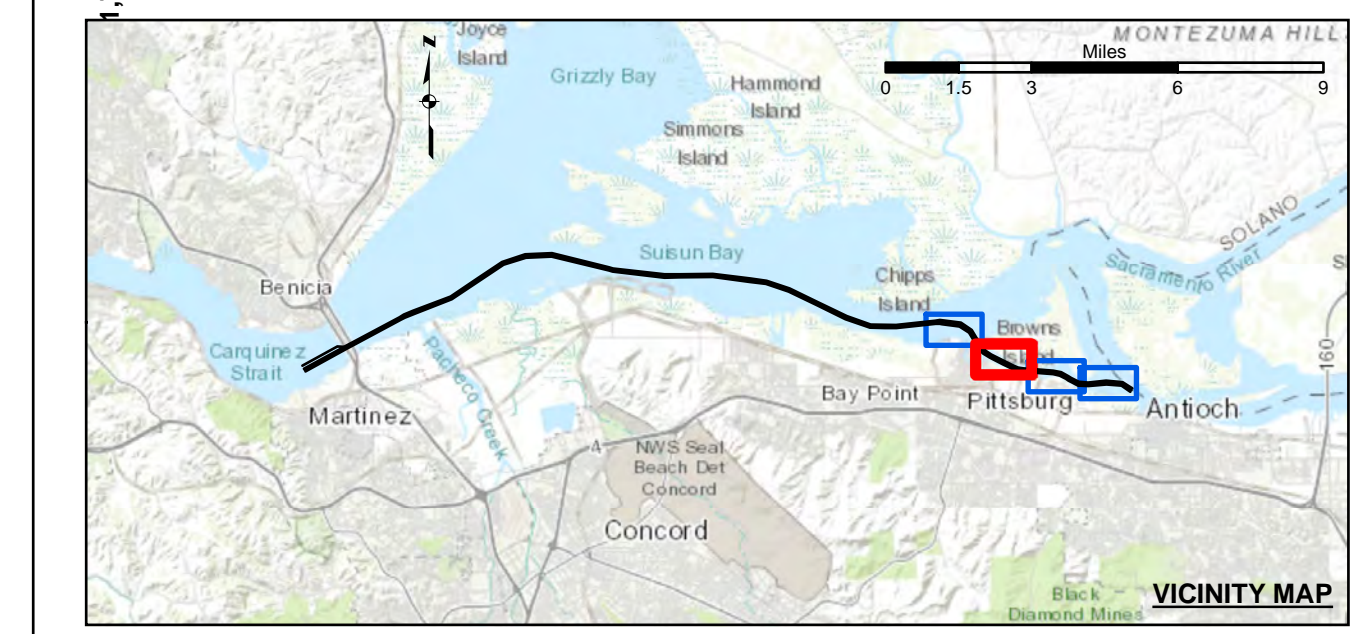 Joyce
Island
N
Grizzly Bay
Hammond
Island
Simmons
Island
MONTEZUMA HILL
Miles
0 1.5 3 6 9
SOLANO
Sacramento River
Suisun Bay
Chipps
Island
Benicia
Browns
Island
Carquinez
Strait
Pacheco Creek
160
Bay Point
Pittsburg
Antioch
Martinez
NWS Seal
Beach Det
Concord
Concord
Black
Diamond Mines
VICINITY MAP